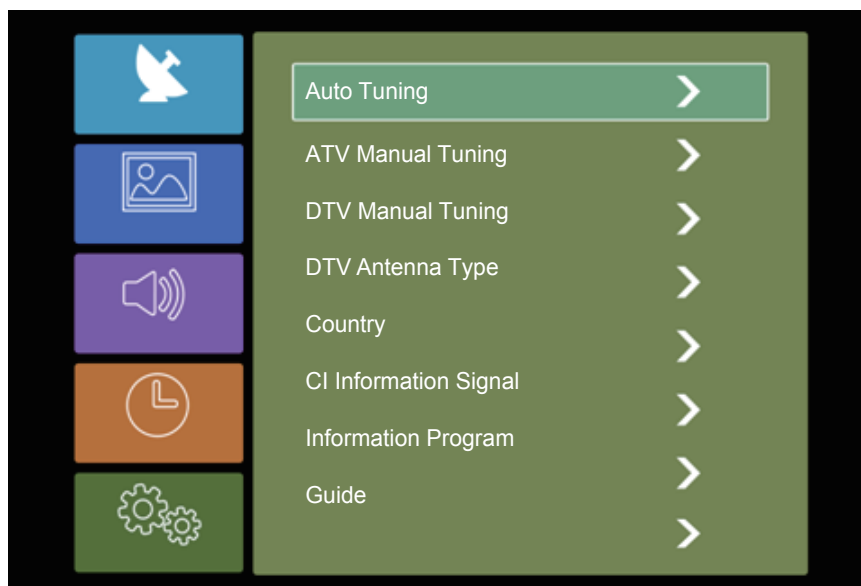 Auto Tuning
ATV Manual Tuning
DTV Manual Tuning
DTV Antenna Type
Country
CI Information Signal
Information Program
Guide